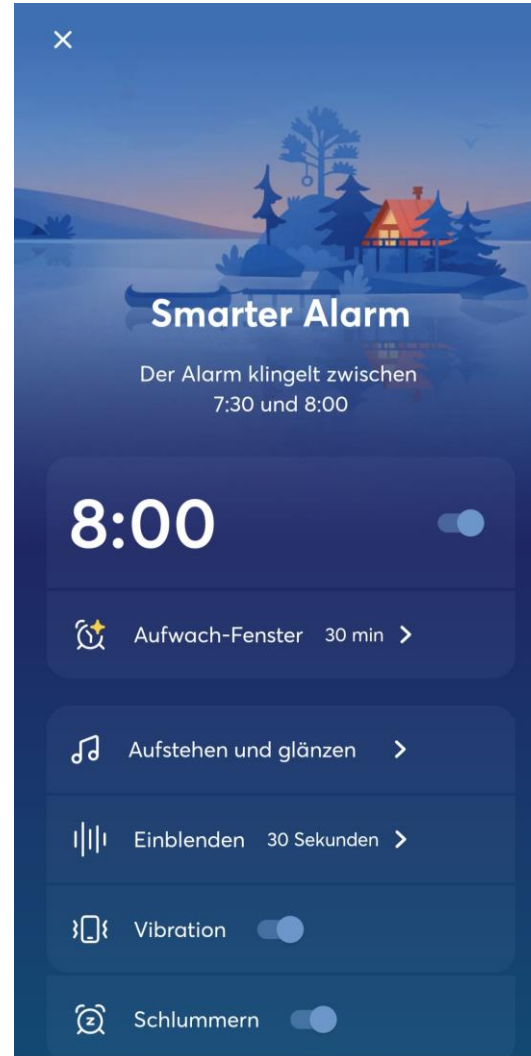 Smarter Alarm
Der Alarm klingelt zwischen
7:30 und 8:00
8:00
Aufwach-Fenster 30 min
Aufstehen und glänzen
Einblenden 30 Sekunden
Vibration
Schlummern